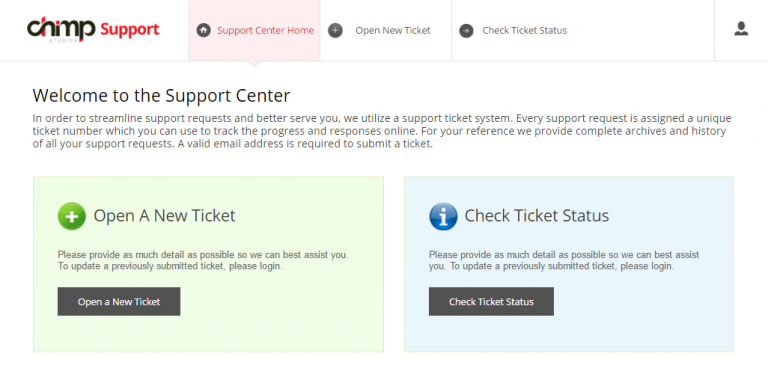 chimp Support
STUDIOS
Support Center Home
Open New Ticket
Check Ticket Status
Welcome to the Support Center
In order to streamline support requests and better serve you, we utilize a support ticket system. Every support request is assigned a unique
ticket number which you can use to track the progress and responses online. For your reference we provide complete archives and history
of all your support requests. A valid email address is required to submit a ticket.
Open A New Ticket
Please provide as much detail as possible so we can best assist you.
To update a previously submitted ticket, please login.
Open a New Ticket
Check Ticket Status
Please provide as much detail as possible so we can best assist
you. To update a previously submitted ticket, please login.
Check Ticket Status